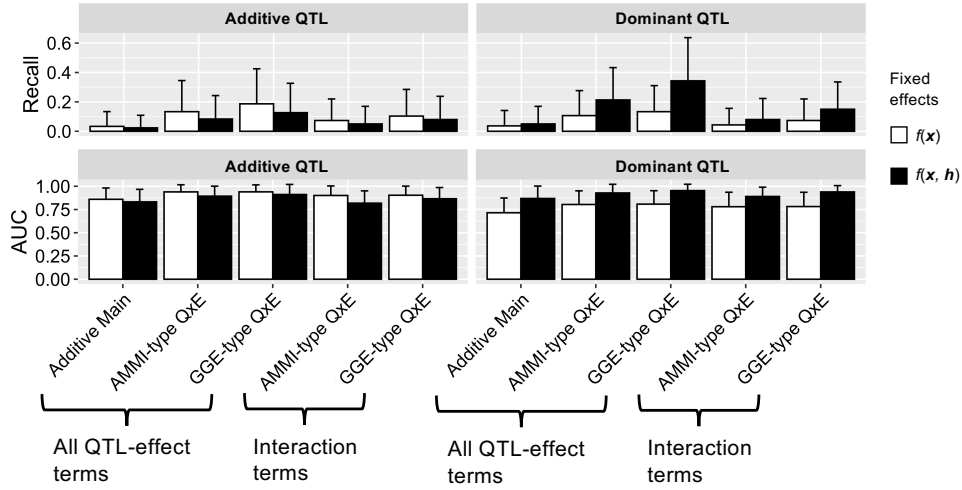 Additive QTL
Dominant QTL
Recall
0.6
0.4
0.2
0.0
Additive QTL
Dominant QTL
AUC
1.00
0.75
0.50
0.25
0.00
Additive Main
AMMI-type QxE
GGE-type QxE
AMMI-type QxE
GGE-type QxE
Additive Main
AMMI-type QxE
GGE-type QxE
AMMI-type QxE
GGE-type QxE
All QTL-effect
terms
Interaction
terms
All QTL-effect
terms
Interaction
terms
Fixed
effects
f(x)
f(x, h)